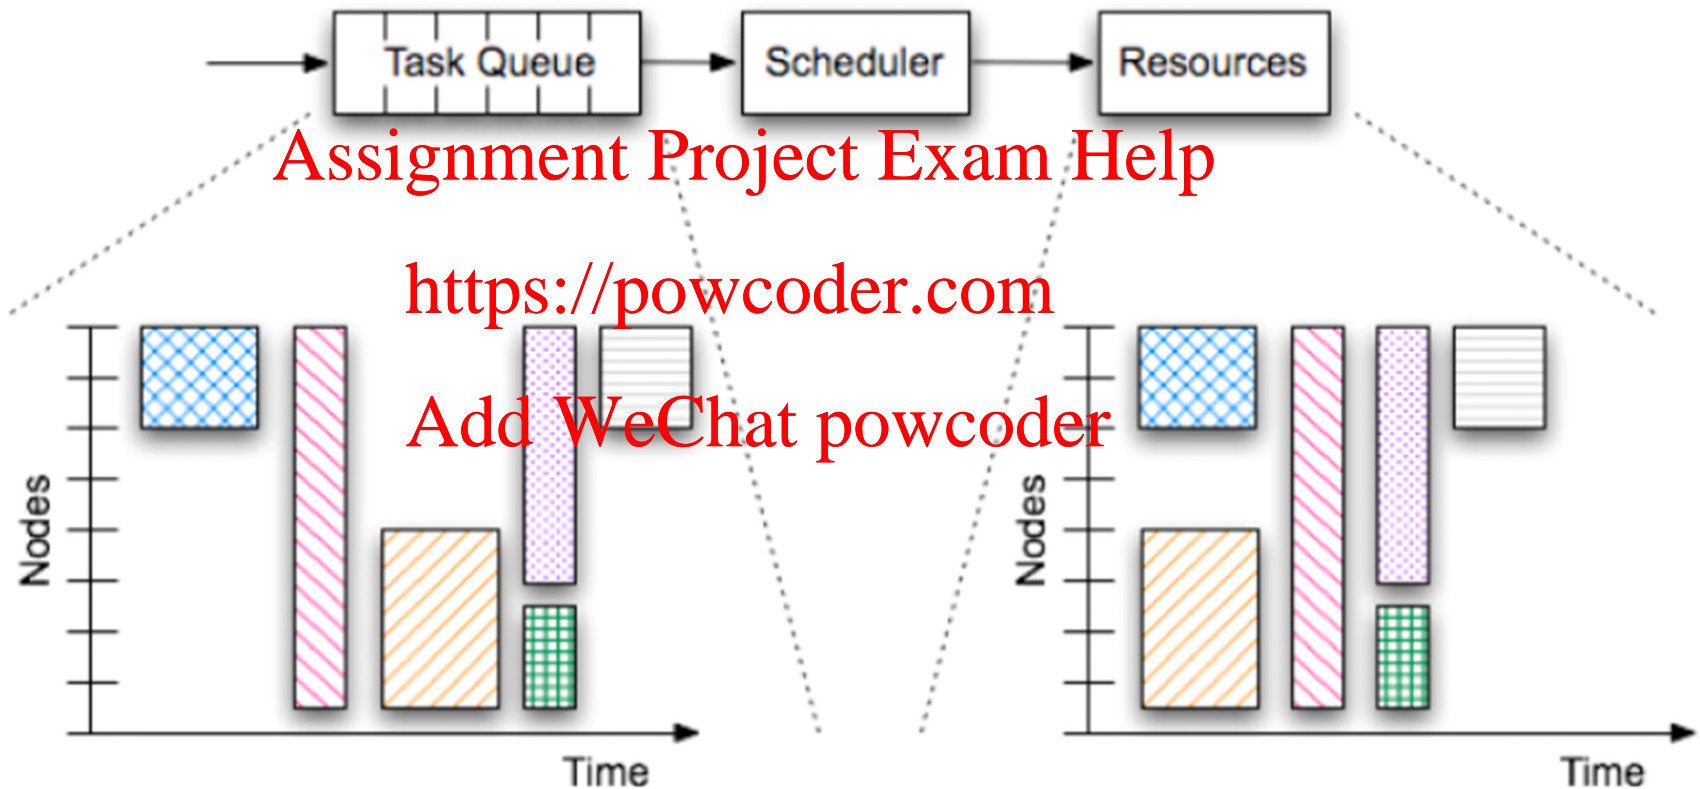 Task Queue
Scheduler
Resources
Assignment Project Exam Help
https://powcoder.com
Add WeChat powcoder
Nodes
Time
Nodes
Time